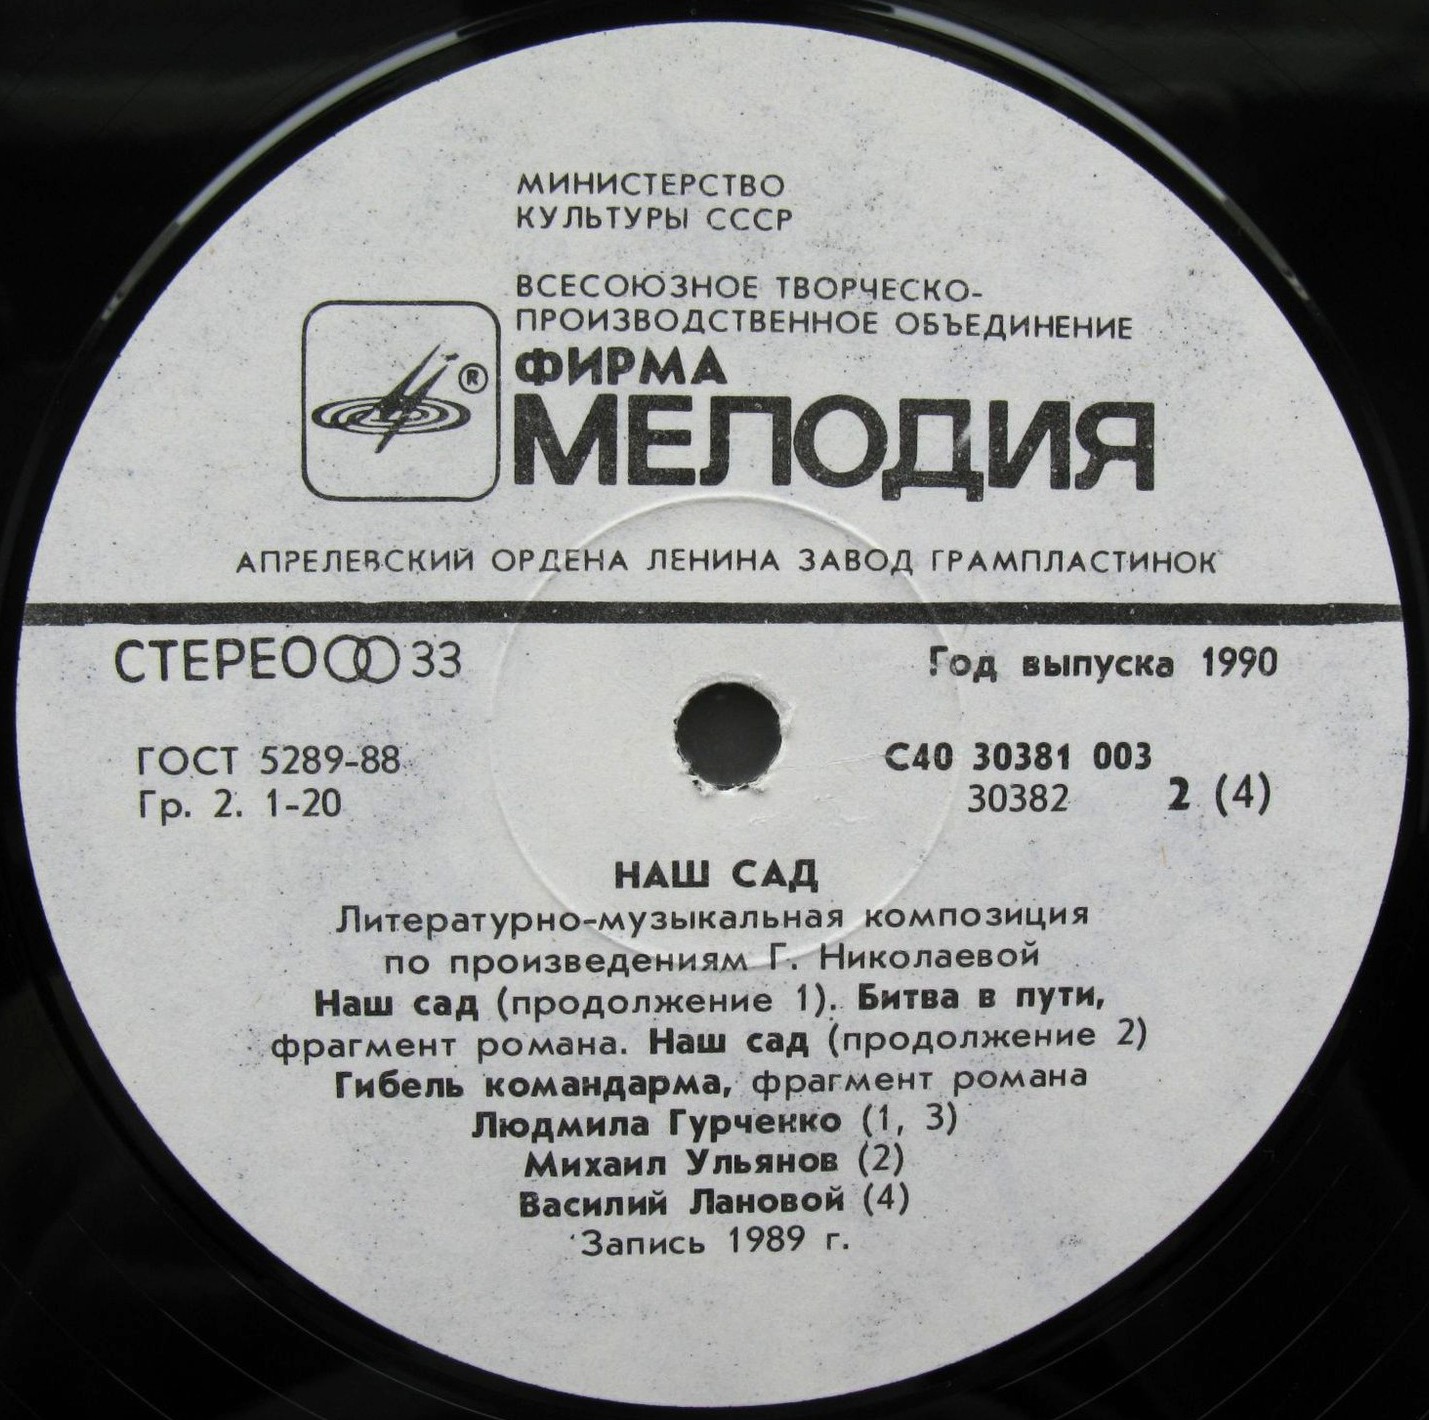 МИНИСТЕРСТВО
КУЛЬТУРЫ СССР
ВСЕСОЮЗНОЕ ТВОРЧЕСКО-
ПРОИЗВОДСТВЕННОЕ ОБЪЕДИНЕНИЕ
ФИРМА
®
МЕЛОДИЯ
АПРЕЛЕВСКИЙ ОРДЕНА ЛЕНИНА ЗАВОД ГРАМПЛАСТИНОК
СТЕРЕО 33
Год выпуска 1990
ГОСТ 5289-88
Гр. 2. 1-20
С40 30381 003
30382 2 (4)
НАШ САД
Литературно-музыкальная композиция
по произведениям Г. Николаевой
Наш сад (продолжение 1). Битва в пути,
фрагмент романа. Наш сад (продолжение 2)
Гибель командарма, фрагмент романа
Людмила Гурченко (1, 3)
Михаил Ульянов (2)
Василий Лановой (4)
Запись 1989 г.